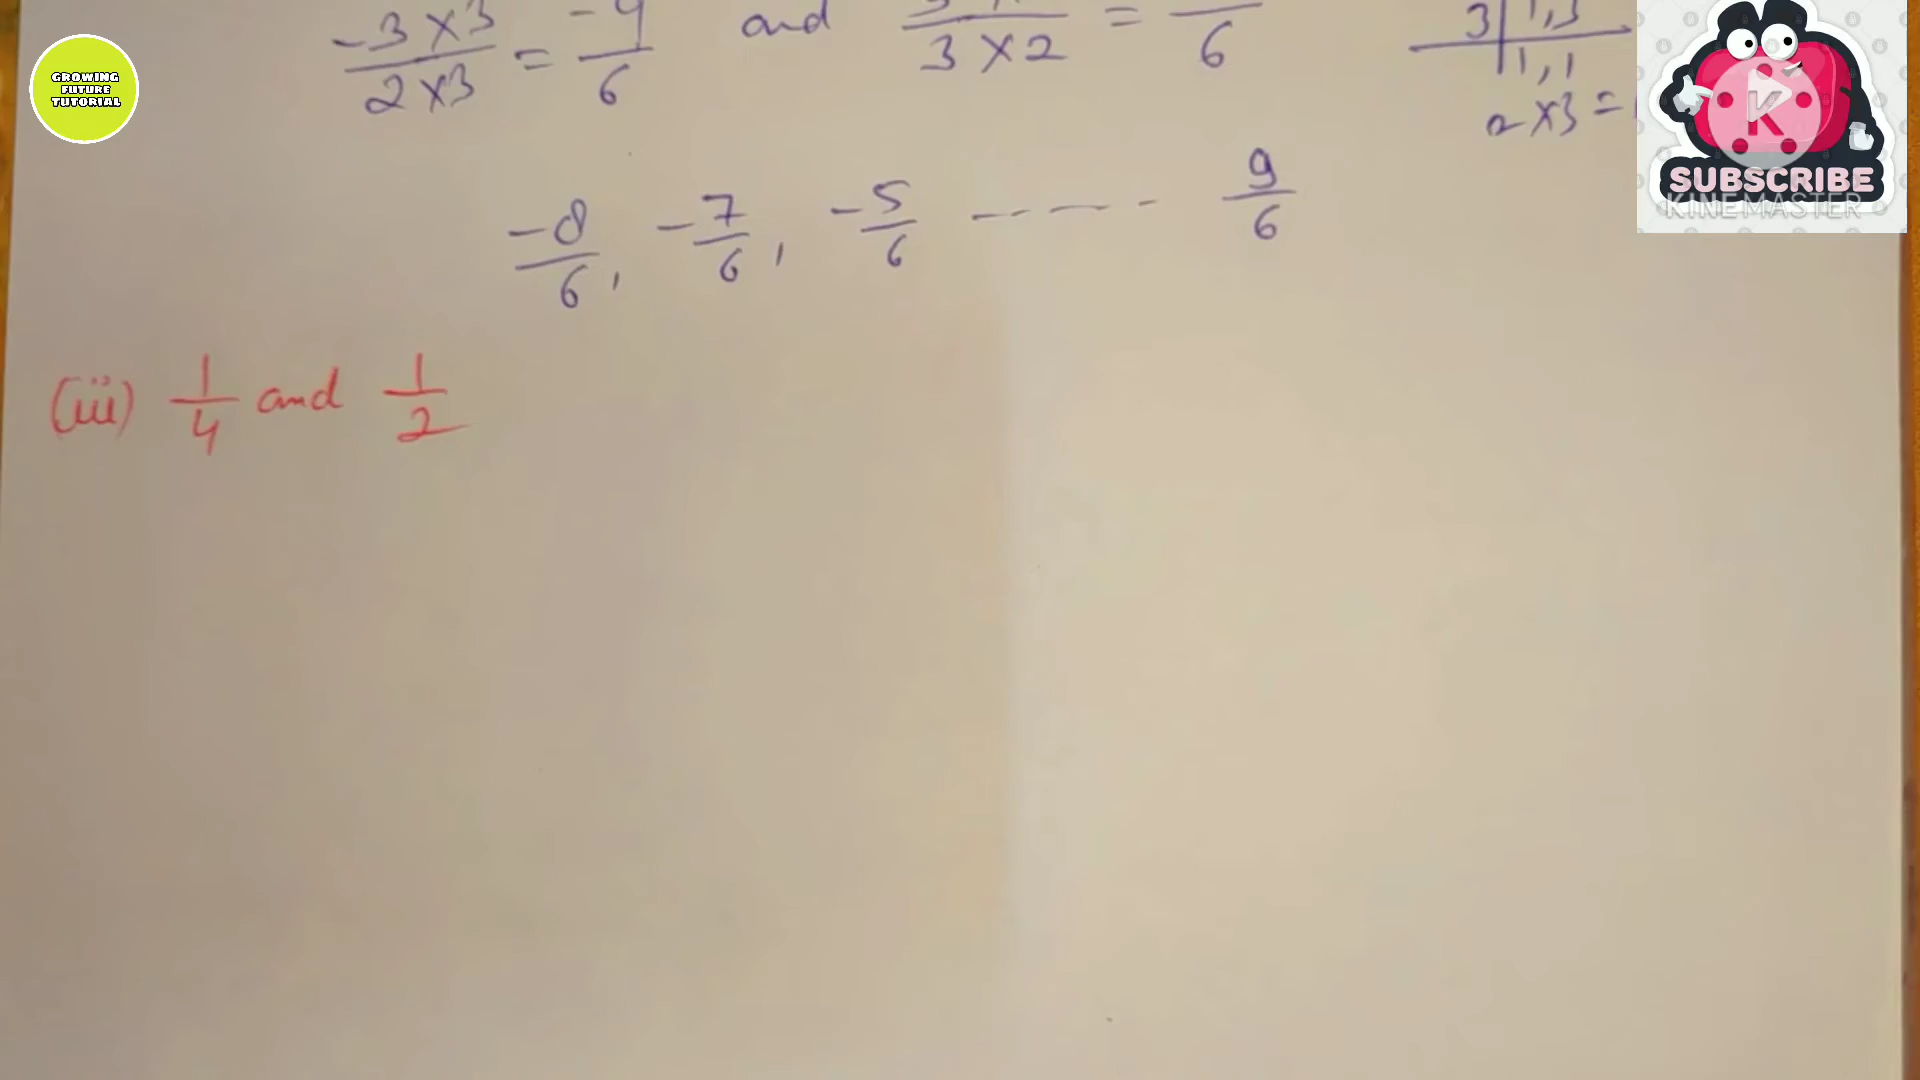 GROWING
FUTURE
TUTORIAL
-3×3/2×3 = -9/6 and /3×2 = /6
3|1,3
1,1
2×3=
-8/6, -7/6, -5/6 ---- 9/6
SUBSCRIBE
KINEMASTER
(iii) 1/4 and 1/2